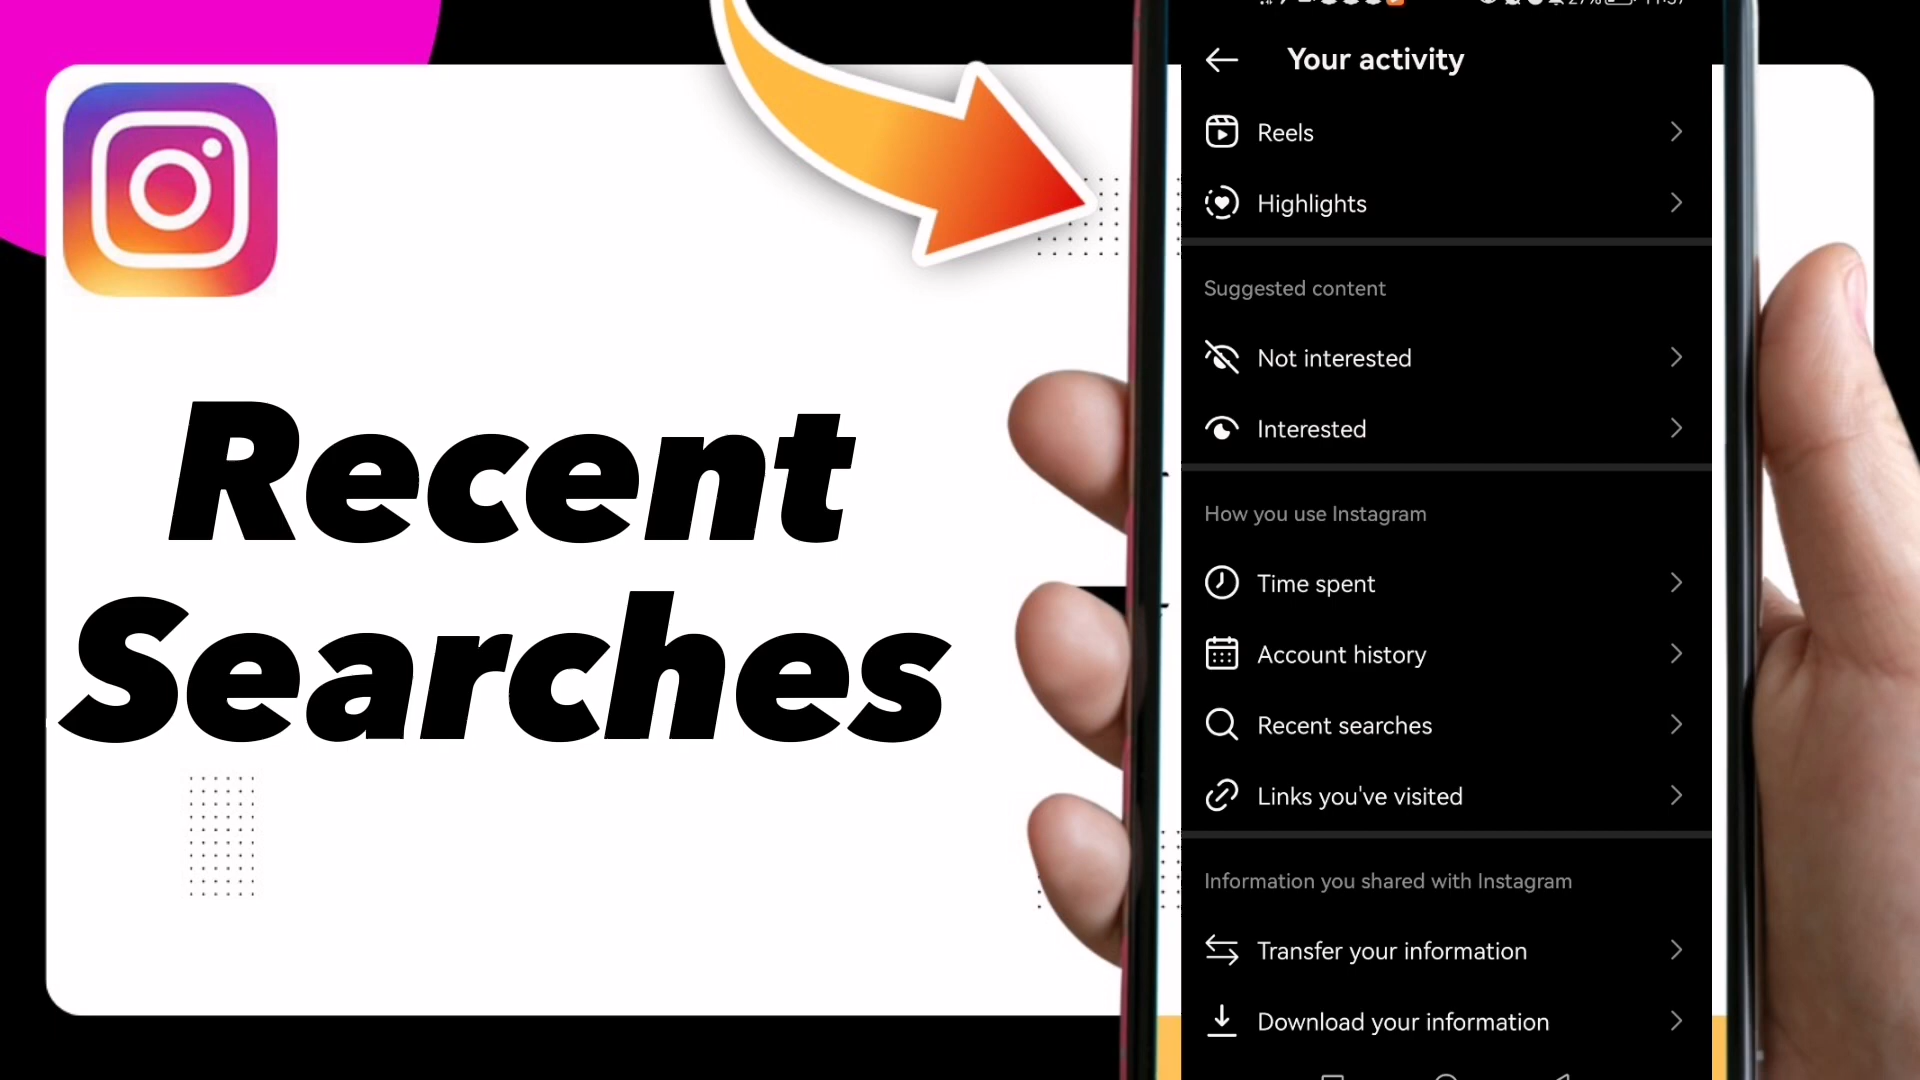 Recent
Searches
Your activity
Reels
Highlights
Suggested content
Not interested
Interested
How you use Instagram
Time spent
Account history
Recent searches
Links you've visited
Information you shared with Instagram
Transfer your information
Download your information